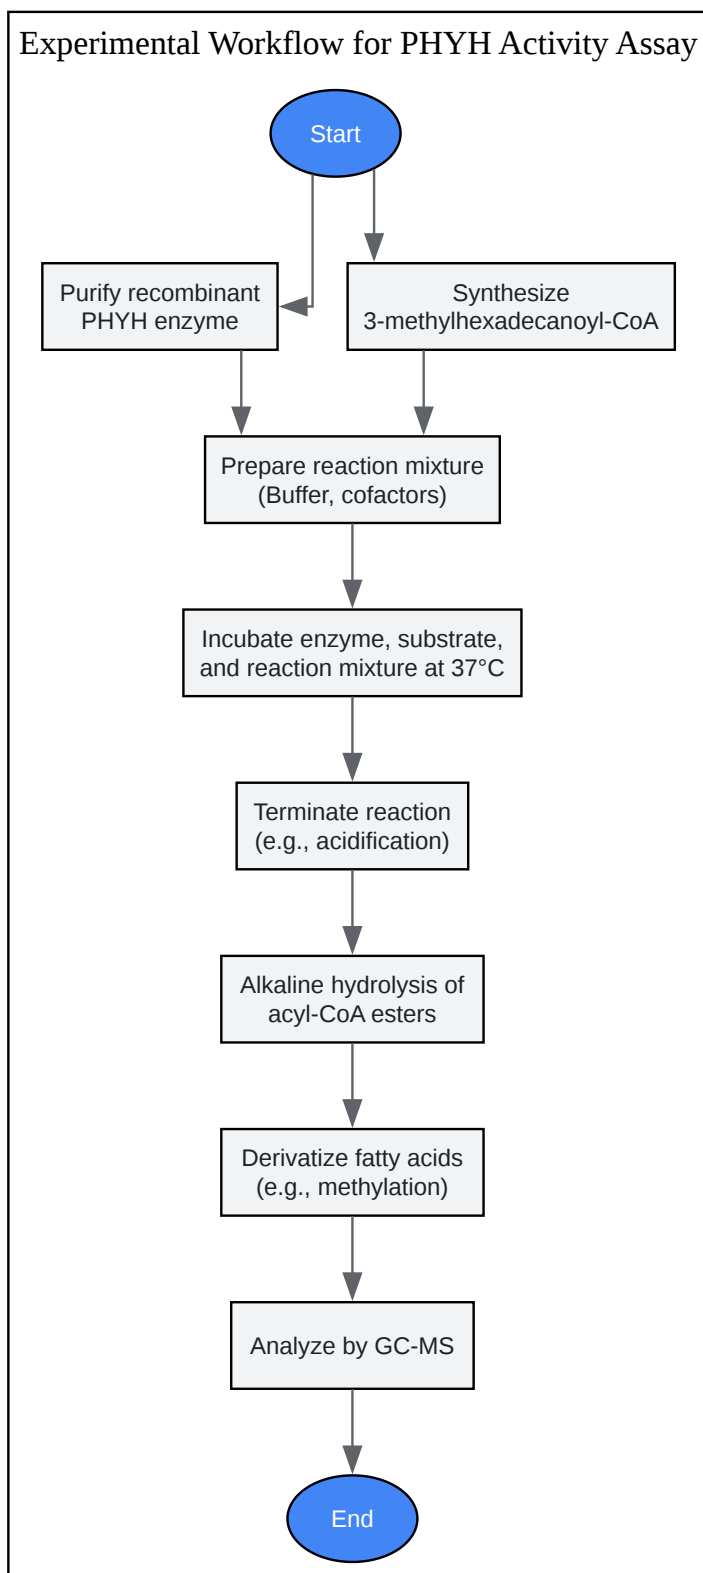 Experimental Workflow for PHYH Activity Assay
Start
Purify recombinant
PHYH enzyme
Synthesize
3-methylhexadecanoyl-CoA
Prepare reaction mixture
(Buffer, cofactors)
Incubate enzyme, substrate,
and reaction mixture at 37°C
Terminate reaction
(e.g., acidification)
Alkaline hydrolysis of
acyl-CoA esters
Derivatize fatty acids
(e.g., methylation)
Analyze by GC-MS
End